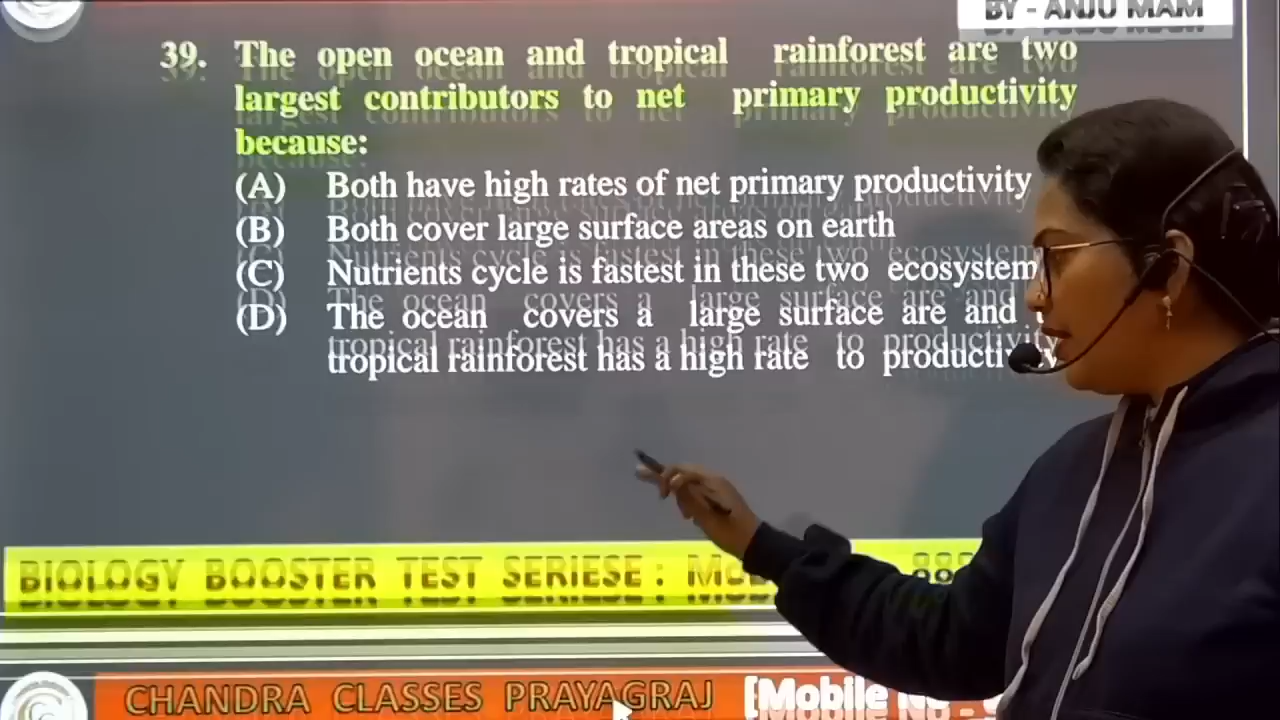 BY - ANJU MAM
39. The open ocean and tropical rainforest are two
largest contributors to net primary productivity
because:
(A) Both have high rates of net primary productivity
(B) Both cover large surface areas on earth
(C) Nutrients cycle is fastest in these two ecosystem
(D) The ocean covers a large surface are and
tropical rainforest has a high rate to productivity
BIOLOGY BOOSTER TEST SERIESE :
CHANDRA CLASSES PRAYAGRAJ [Mobile No -